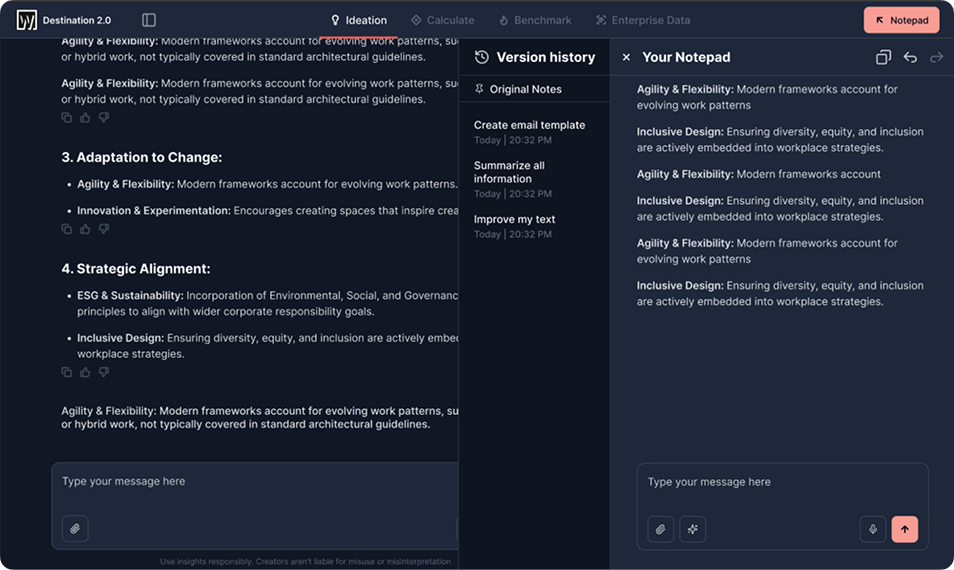 W Destination 2.0
Ideation
Calculate
Benchmark
Enterprise Data
Notepad
Agility & Flexibility: Modern frameworks account for evolving work patterns, su
or hybrid work, not typically covered in standard architectural guidelines.
Agility & Flexibility: Modern frameworks account for evolving work patterns, su
or hybrid work, not typically covered in standard architectural guidelines.
3. Adaptation to Change:
• Agility & Flexibility: Modern frameworks account for evolving work patterns.
• Innovation & Experimentation: Encourages creating spaces that inspire crea
4. Strategic Alignment:
• ESG & Sustainability: Incorporation of Environmental, Social, and Governanc
principles to align with wider corporate responsibility goals.
• Inclusive Design: Ensuring diversity, equity, and inclusion are actively embec
workplace strategies.
Agility & Flexibility: Modern frameworks account for evolving work patterns, su
or hybrid work, not typically covered in standard architectural guidelines.
Type your message here
Use insights responsibly. Creators aren't liable for misuse or misinterpretation
Version history
Original Notes
Create email template
Today | 20:32 PM
Summarize all
information
Today | 20:32 PM
Improve my text
Today | 20:32 PM
Your Notepad
Agility & Flexibility: Modern frameworks account for
evolving work patterns
Inclusive Design: Ensuring diversity, equity, and inclusion
are actively embedded into workplace strategies.
Agility & Flexibility: Modern frameworks account
Inclusive Design: Ensuring diversity, equity, and inclusion
are actively embedded into workplace strategies.
Agility & Flexibility: Modern frameworks account for
evolving work patterns
Inclusive Design: Ensuring diversity, equity, and inclusion
are actively embedded into workplace strategies.
Type your message here